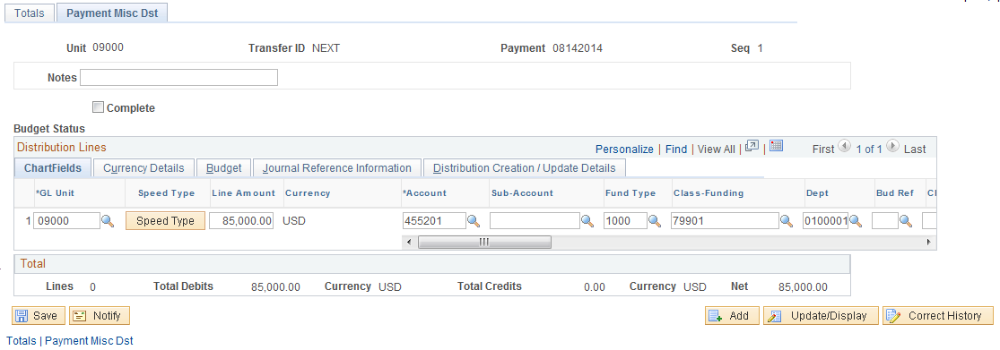 Totals Payment Misc Dst
Unit 09000 Transfer ID NEXT Payment 08142014 Seq 1
Notes
Complete
Budget Status
Distribution Lines Personalize | Find | View All | | First 1 of 1 Last
ChartFields Currency Details Budget Journal Reference Information Distribution Creation / Update Details
*GL Unit Speed Type Line Amount Currency *Account Sub-Account Fund Type Class-Funding Dept Bud Ref Cl
1 09000 Speed Type 85,000.00 USD 455201 1000 79901 0100001
Total
Lines 0 Total Debits 85,000.00 Currency USD Total Credits 0.00 Currency USD Net 85,000.00
Save Notify Add Update/Display Correct History
Totals | Payment Misc Dst